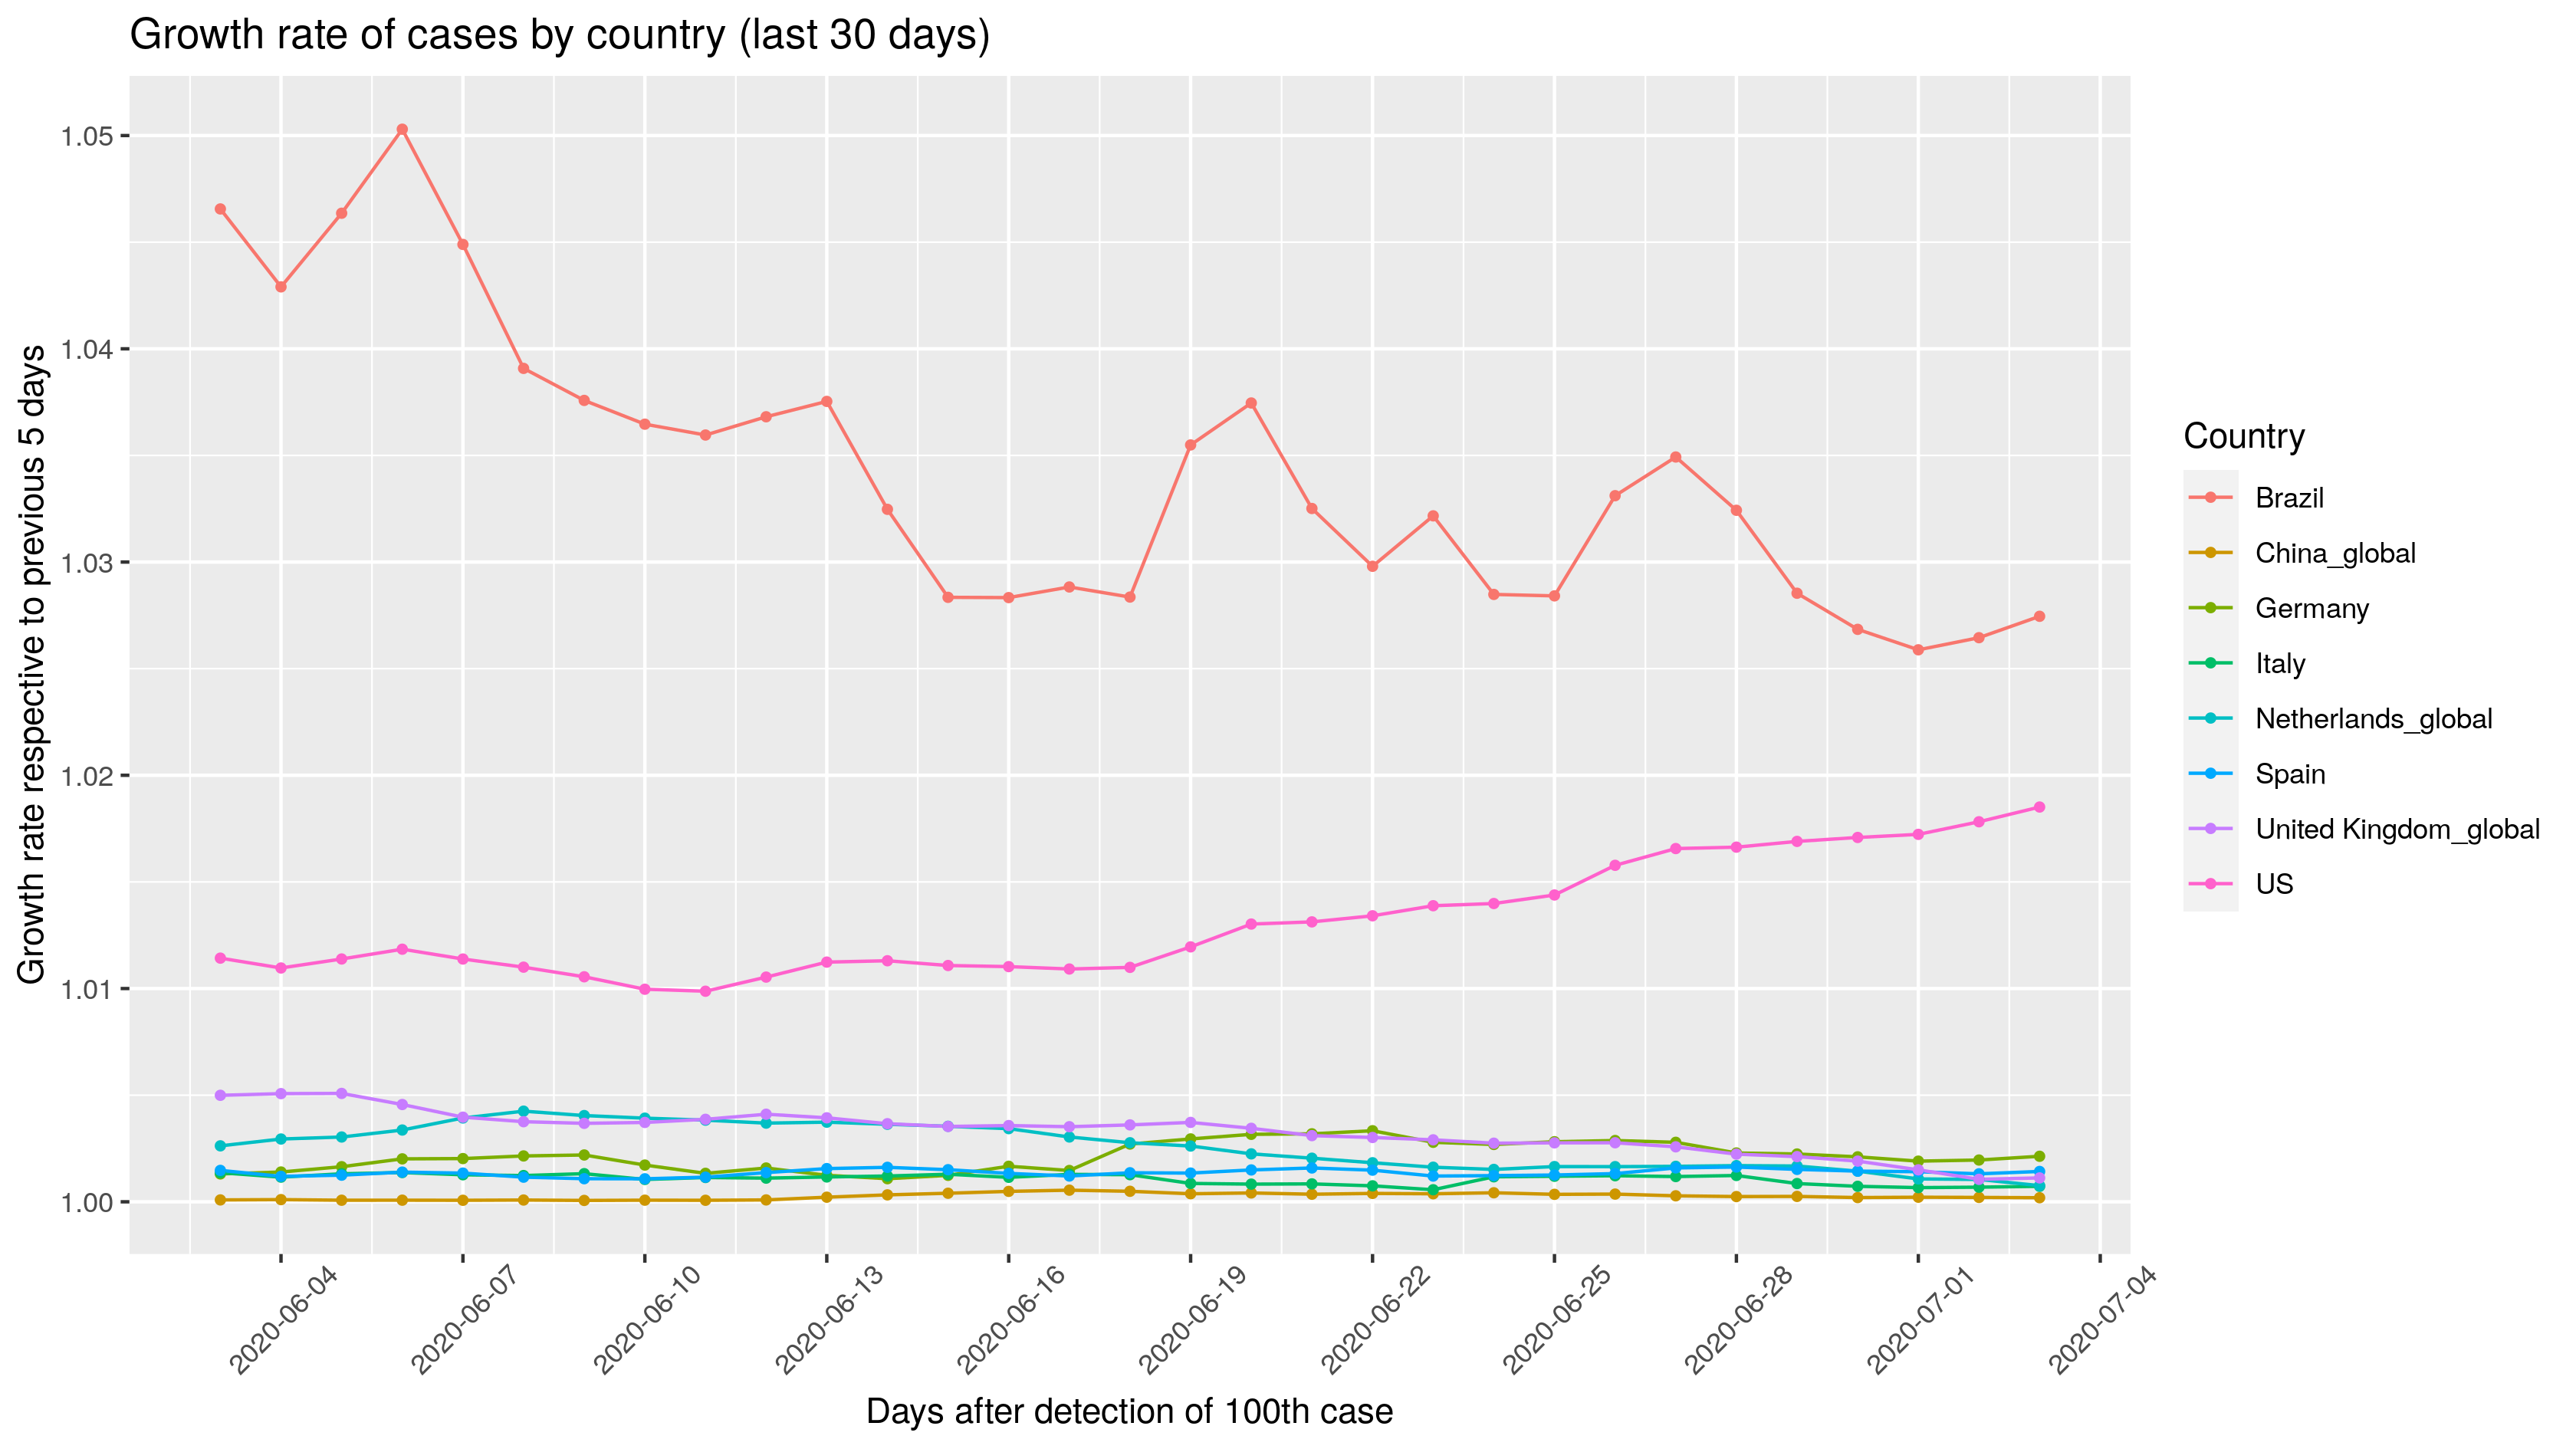 Growth rate of cases by country (last 30 days)
Growth rate respective to previous 5 days
1.05
1.04
1.03
1.02
1.01
1.00
2020-06-04
2020-06-07
2020-06-10
2020-06-13
2020-06-16
2020-06-19
2020-06-22
2020-06-25
2020-06-28
2020-07-01
2020-07-04
Days after detection of 100th case
Country
Brazil
China_global
Germany
Italy
Netherlands_global
Spain
United Kingdom_global
US